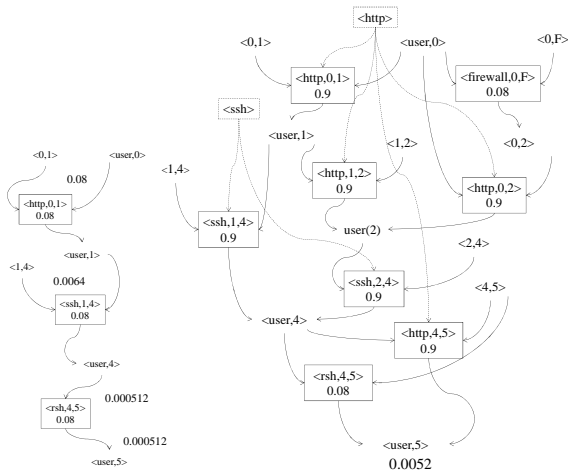 <http>
<0,1>
<user,0>
<0,F>
<http,0,1>
0.9
<firewall,0,F>
0.08
<ssh>
<user,1>
<1,2>
<0,2>
<0,1>
<user,0>
0.08
<http,0,1>
0.08
<1,4>
<http,1,2>
0.9
<http,0,2>
0.9
<ssh,1,4>
0.9
user(2)
<2,4>
<user,1>
<1,4>
0.0064
<ssh,1,4>
0.08
<ssh,2,4>
0.9
<4,5>
<user,4>
<http,4,5>
0.9
<user,4>
<rsh,4,5>
0.08
0.000512
<rsh,4,5>
0.08
0.000512
<user,5>
<user,5>
0.0052